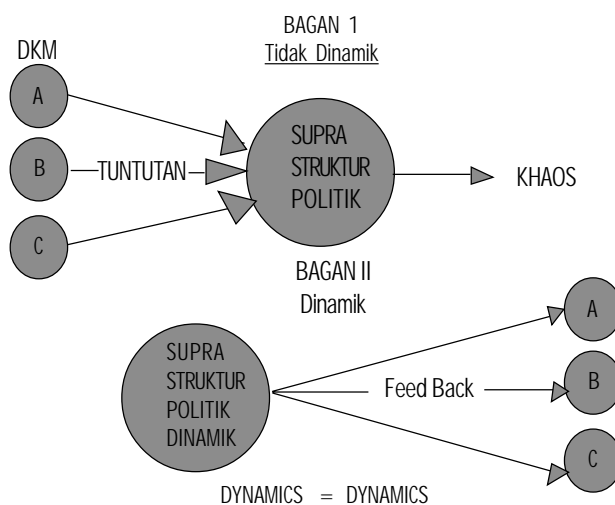 BAGAN 1
Tidak Dinamik
DKM
A
B
C
TUNTUTAN
SUPRA
STRUKTUR
POLITIK
KHAOS
BAGAN II
Dinamik
SUPRA
STRUKTUR
POLITIK
DINAMIK
Feed Back
A
B
C
DYNAMICS = DYNAMICS